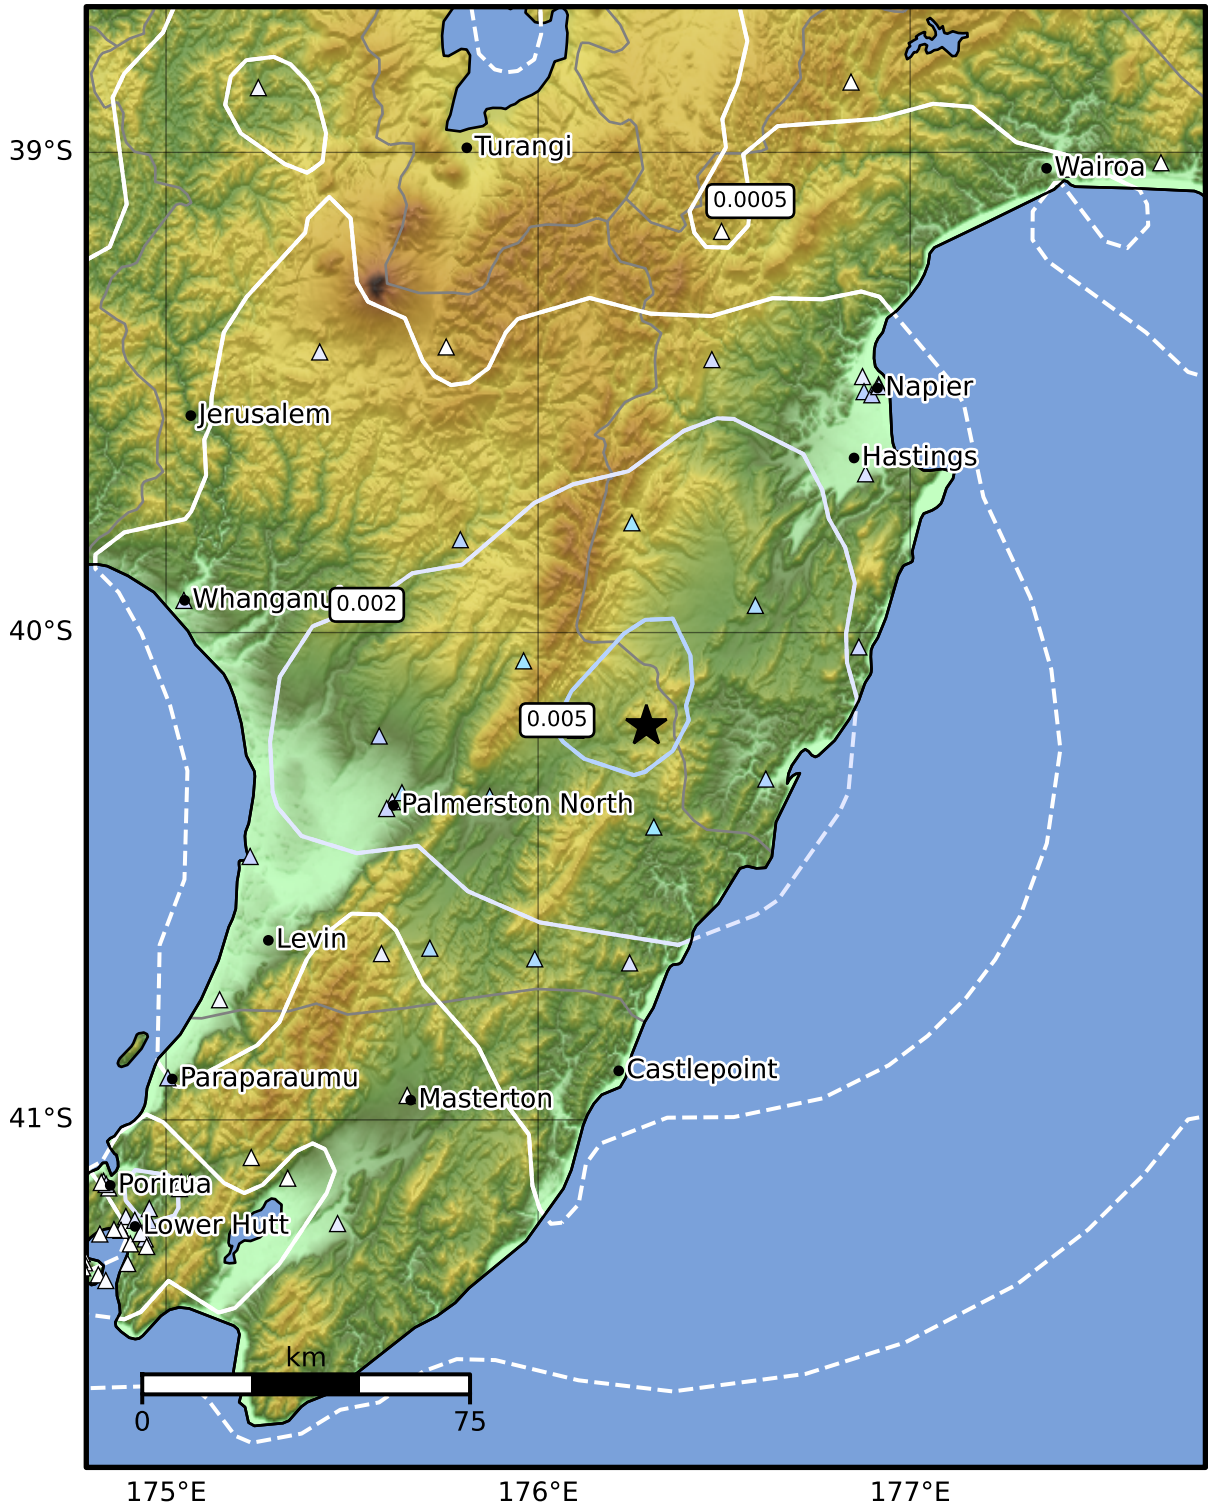 39°S
Turangi
Wairoa
0.0005
Napier
Jerusalem
Hastings
Whanganu
0.002
40°S
0.005
Palmerston North
Levin
Castlepoint
Paraparaumu
Masterton
41°S
Porirua
Lower Hutt
km
0 75
175°E 176°E 177°E